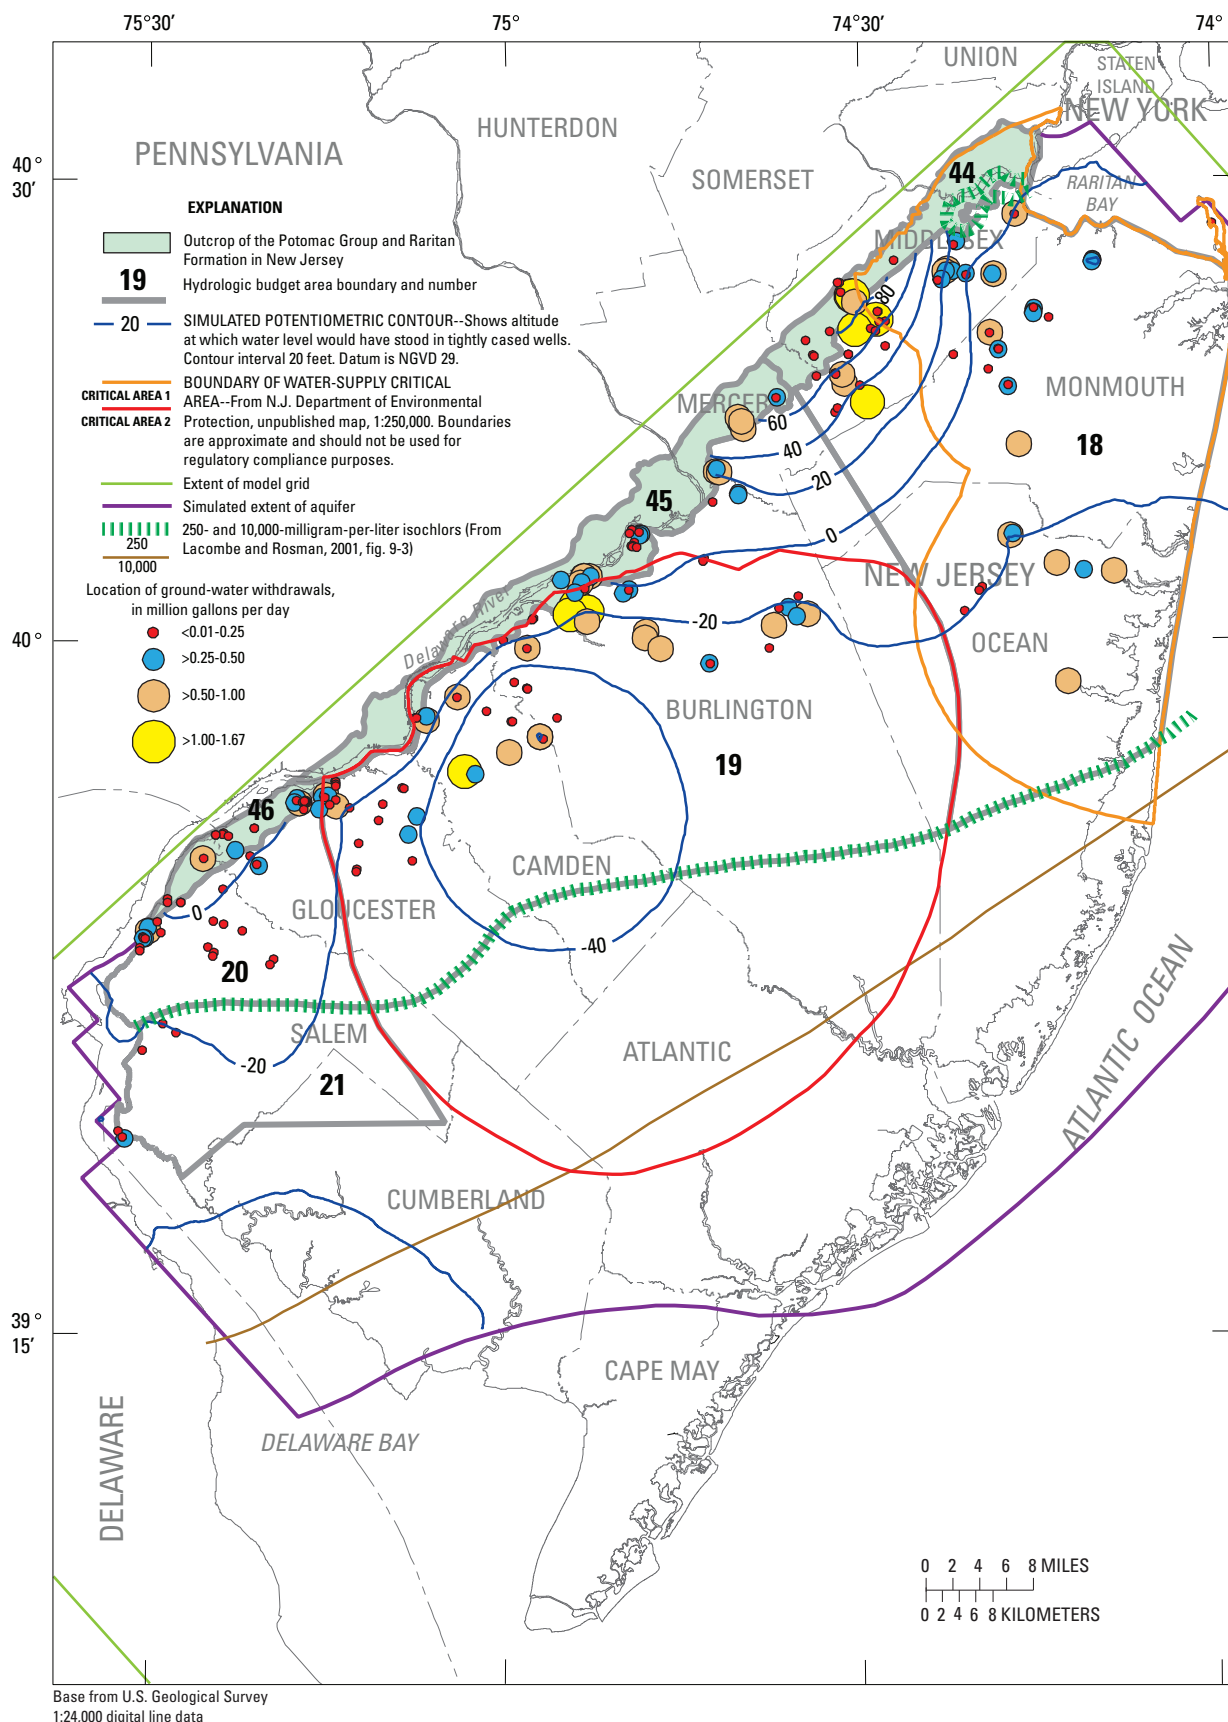 75°30′ 75° 74°30′ 74°
UNION
STATEN
ISLAND
NEW YORK
HUNTERDON
PENNSYLVANIA
40°
30′
SOMERSET
44
RARITAN
BAY
MIDDLESEX
EXPLANATION
Outcrop of the Potomac Group and Raritan
Formation in New Jersey
19 Hydrologic budget area boundary and number
20 SIMULATED POTENTIOMETRIC CONTOUR--Shows altitude
at which water level would have stood in tightly cased wells.
Contour interval 20 feet. Datum is NGVD 29.
CRITICAL AREA 1
CRITICAL AREA 2
BOUNDARY OF WATER-SUPPLY CRITICAL
AREA--From N.J. Department of Environmental
Protection, unpublished map, 1:250,000. Boundaries
are approximate and should not be used for
regulatory compliance purposes.
Extent of model grid
Simulated extent of aquifer
250
10,000
250- and 10,000-milligram-per-liter isochlors (From
Lacombe and Rosman, 2001, fig. 9-3)
Location of ground-water withdrawals,
in million gallons per day
<0.01-0.25
>0.25-0.50
>0.50-1.00
>1.00-1.67
80
MONMOUTH
MERCER
60
40
18
20
45
0
NEW JERSEY
Delaware River
40°
-20
OCEAN
BURLINGTON
19
46
CAMDEN
GLOUCESTER
0
-40
20
SALEM
ATLANTIC
-20
21
ATLANTIC OCEAN
CUMBERLAND
39°
15′
CAPE MAY
DELAWARE
DELAWARE BAY
0 2 4 6 8 MILES
0 2 4 6 8 KILOMETERS
Base from U.S. Geological Survey
1:24,000 digital line data